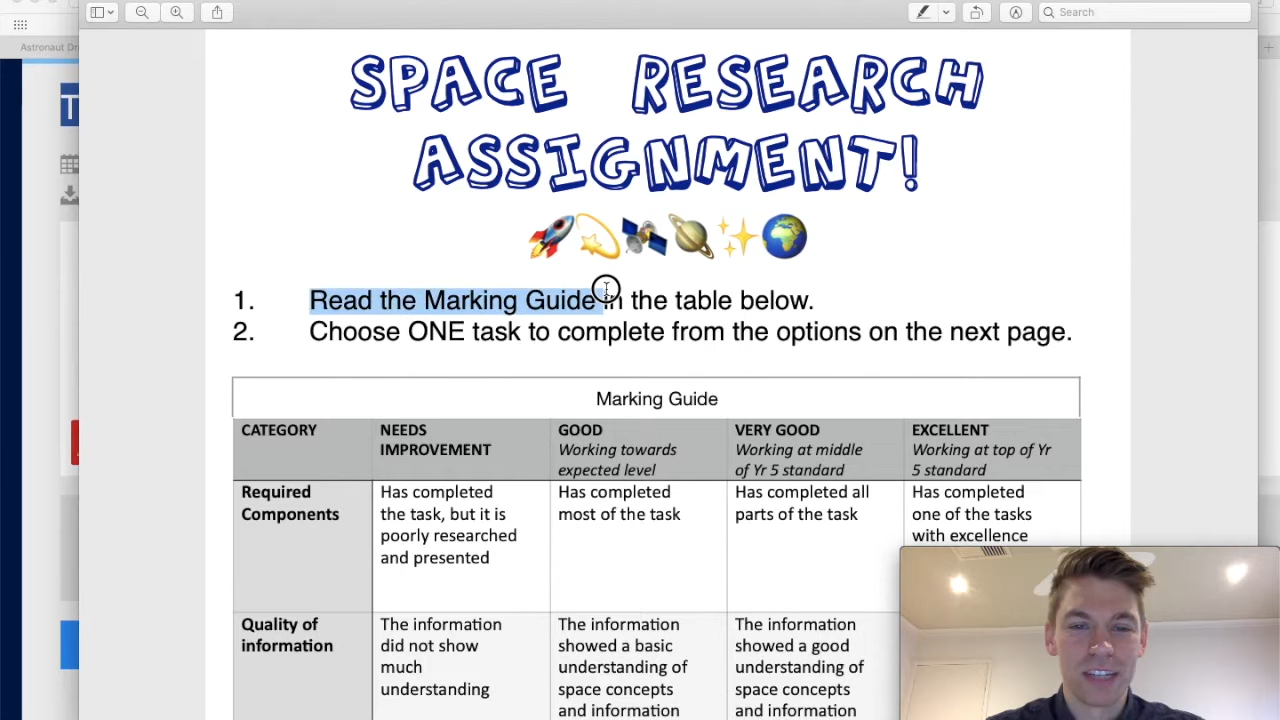 Search
Astronaut Dr
T
SPACE RESEARCH
ASSIGNMENT!
1. Read the Marking Guide in the table below.
2. Choose ONE task to complete from the options on the next page.
Marking Guide
CATEGORY
NEEDS
IMPROVEMENT
GOOD
Working towards
expected level
VERY GOOD
Working at middle
of Yr 5 standard
EXCELLENT
Working at top of Yr
5 standard
Required
Components
Has completed
the task, but it is
poorly researched
and presented
Has completed
most of the task
Has completed all
parts of the task
Has completed
one of the tasks
with excellence
Quality of
information
The information
did not show
much
understanding
The information
showed a basic
understanding of
space concepts
and information
The information
showed a good
understanding of
space concepts
and information